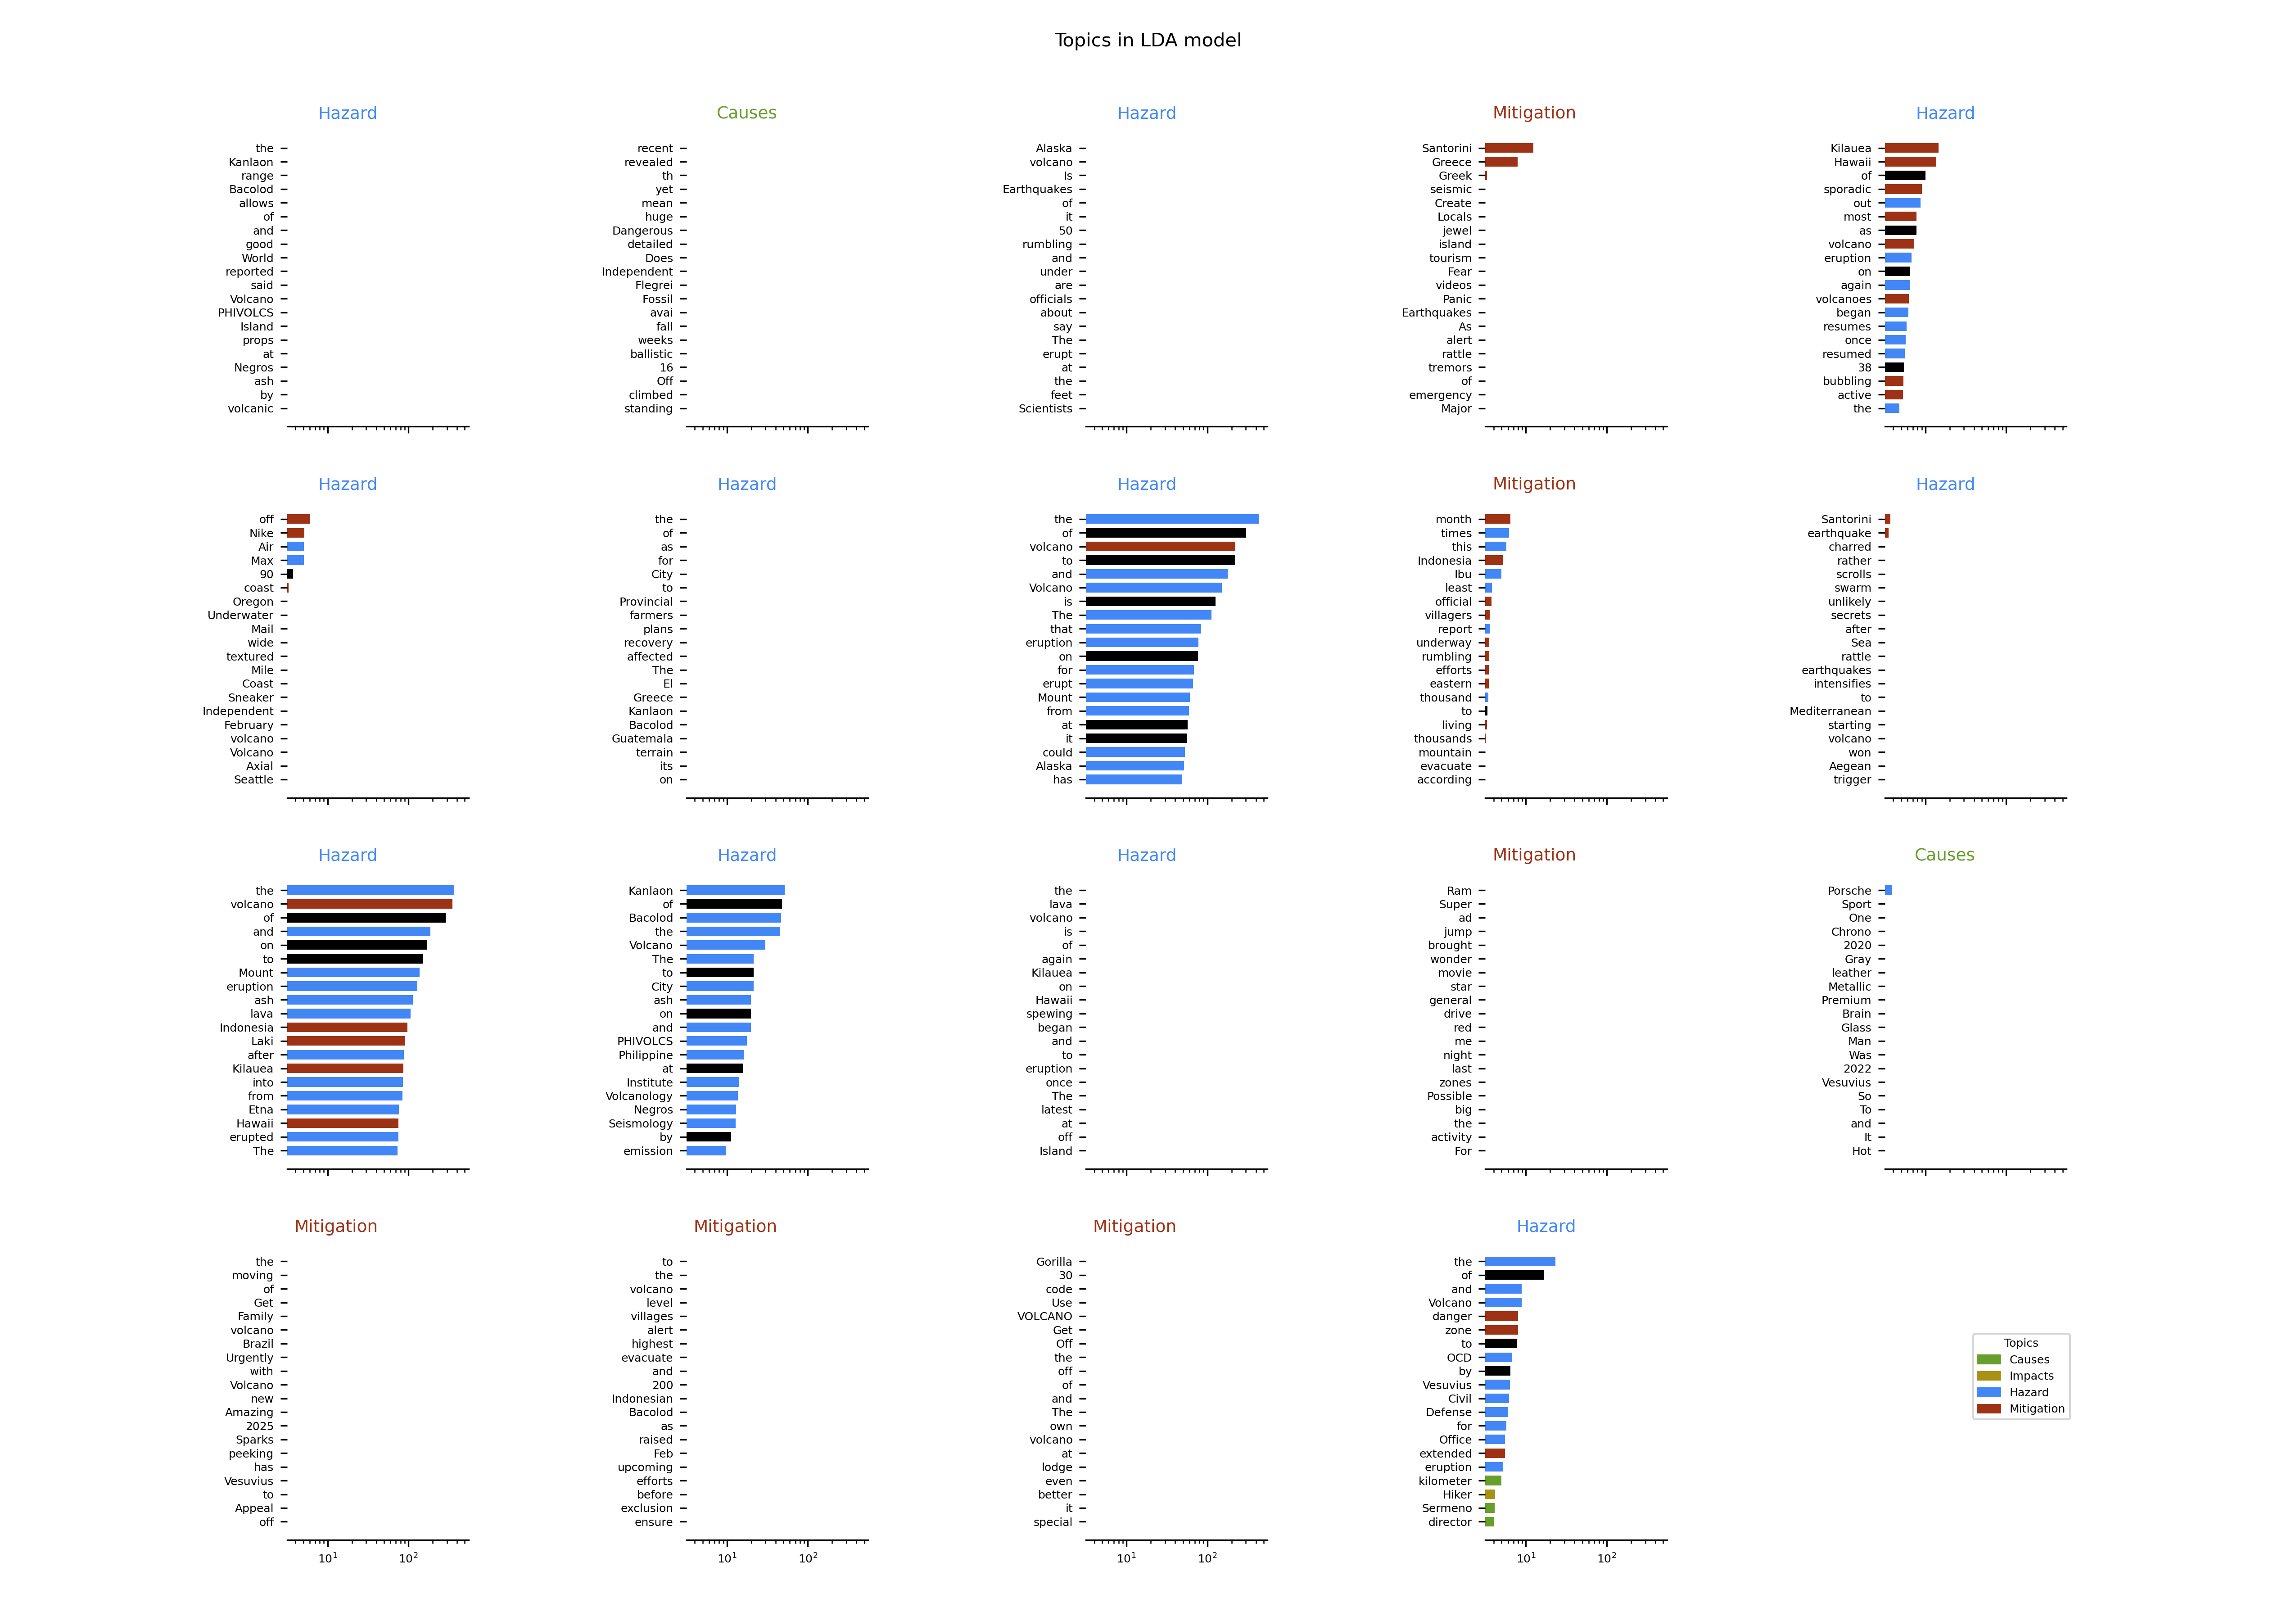 Topics in LDA model
Hazard
the
Kanlaon
range
Bacolod
allows
of
and
good
World
reported
said
Volcano
PHIVOLCS
Island
props
at
Negros
ash
by
volcanic
Causes
recent
revealed
th
yet
mean
huge
Dangerous
detailed
Does
Independent
Flegrei
Fossil
avai
fall
weeks
ballistic
16
Off
climbed
standing
Hazard
Alaska
volcano
Is
Earthquakes
of
it
50
rumbling
and
under
are
officials
about
say
The
erupt
at
the
feet
Scientists
Mitigation
Santorini
Greece
Greek
seismic
Create
Locals
jewel
island
tourism
Fear
videos
Panic
Earthquakes
As
alert
rattle
tremors
of
emergency
Major
Hazard
Kilauea
Hawaii
of
sporadic
out
most
as
volcano
eruption
on
again
volcanoes
began
resumes
once
resumed
38
bubbling
active
the
Hazard
off
Nike
Air
Max
90
coast
Oregon
Underwater
Mail
wide
textured
Mile
Coast
Sneaker
Independent
February
volcano
Volcano
Axial
Seattle
Hazard
the
of
as
for
City
to
Provincial
farmers
plans
recovery
affected
The
El
Greece
Kanlaon
Bacolod
Guatemala
terrain
its
on
Hazard
the
of
volcano
to
and
Volcano
is
The
that
eruption
on
for
erupt
Mount
from
at
it
could
Alaska
has
Mitigation
month
times
this
Indonesia
Ibu
least
official
villagers
report
underway
rumbling
efforts
eastern
thousand
to
living
thousands
mountain
evacuate
according
Hazard
Santorini
earthquake
charred
rather
scrolls
swarm
unlikely
secrets
after
Sea
rattle
earthquakes
intensifies
to
Mediterranean
starting
volcano
won
Aegean
trigger
Hazard
the
volcano
of
and
on
to
Mount
eruption
ash
lava
Indonesia
Laki
after
Kilauea
into
from
Etna
Hawaii
erupted
The
Hazard
Kanlaon
of
Bacolod
the
Volcano
The
to
City
ash
on
and
PHIVOLCS
Philippine
at
Institute
Volcanology
Negros
Seismology
by
emission
Hazard
the
lava
volcano
is
of
again
Kilauea
on
Hawaii
spewing
began
and
to
eruption
once
The
latest
at
off
Island
Mitigation
Ram
Super
ad
jump
brought
wonder
movie
star
general
drive
red
me
night
last
zones
Possible
big
the
activity
For
Causes
Porsche
Sport
One
Chrono
2020
Gray
leather
Metallic
Premium
Brain
Glass
Man
Was
2022
Vesuvius
So
To
and
It
Hot
Mitigation
the
moving
of
Get
Family
volcano
Brazil
Urgently
with
Volcano
new
Amazing
2025
Sparks
peeking
has
Vesuvius
to
Appeal
off
10¹ 10²
Mitigation
to
the
volcano
level
villages
alert
highest
evacuate
and
200
Indonesian
Bacolod
as
raised
Feb
upcoming
efforts
before
exclusion
ensure
10¹ 10²
Mitigation
Gorilla
30
code
Use
VOLCANO
Get
Off
the
off
of
and
The
own
volcano
at
lodge
even
better
it
special
10¹ 10²
Hazard
the
of
and
Volcano
danger
zone
to
OCD
by
Vesuvius
Civil
Defense
for
Office
extended
eruption
kilometer
Hiker
Sermeno
director
10¹ 10²
Topics
Causes
Impacts
Hazard
Mitigation